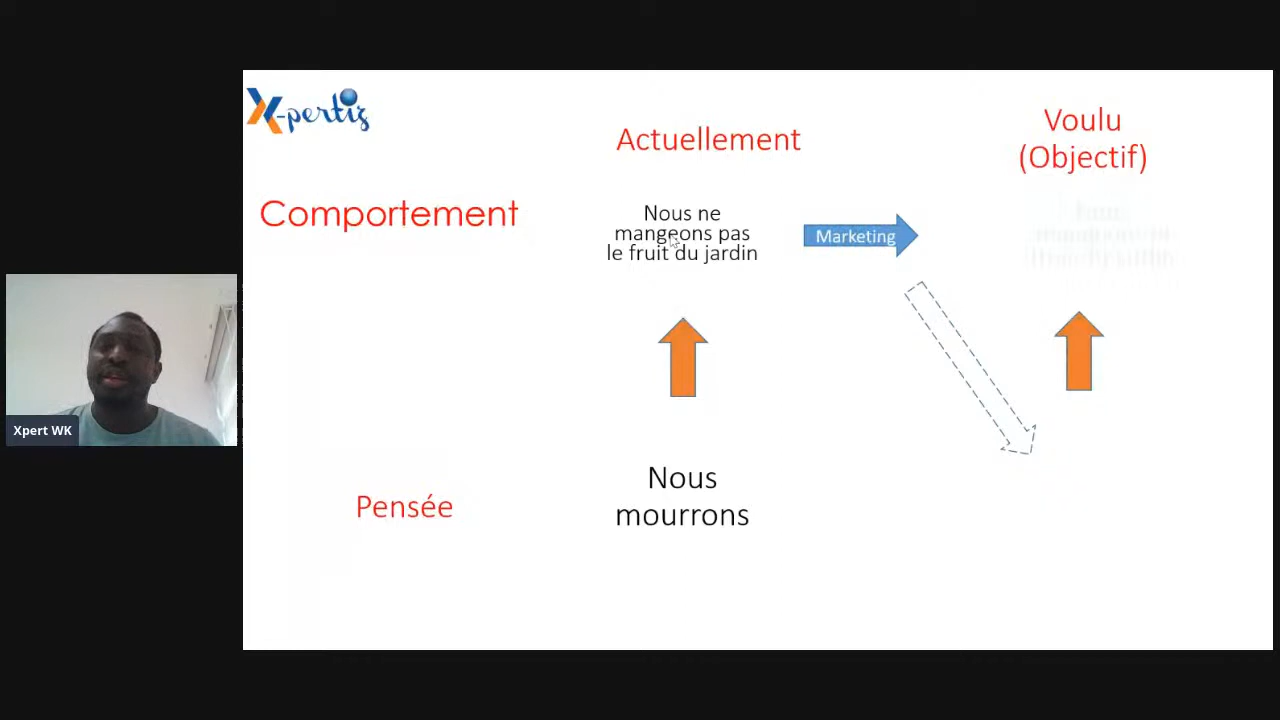 X-pertiz
Actuellement
Voulu
(Objectif)
Comportement
Nous ne
mangeons pas
le fruit du jardin
Marketing
Xpert WK
Pensée
Nous
mourrons